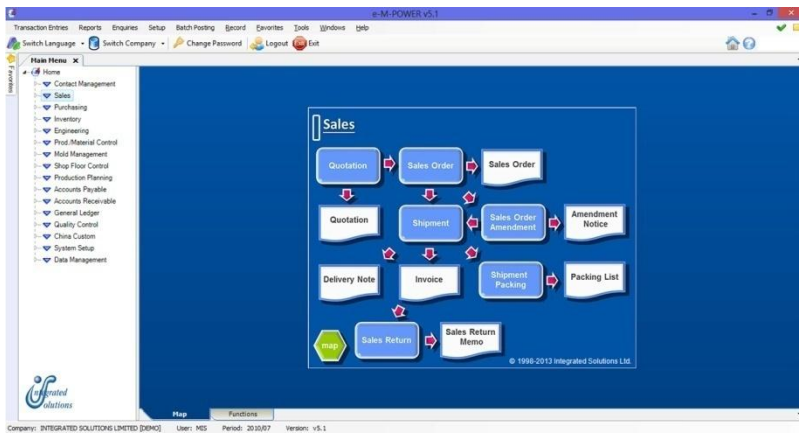 e-M-POWER v5.1
Transaction Entries Reports Enquiries Setup Batch Posting Record Favorites Tools Windows Help
Switch Language Switch Company Change Password Logout Exit Exit
Main Menu X
Favorites
Home
Contact Management
Sales
Purchasing
Inventory
Engineering
Prod./Material Control
Mold Management
Shop Floor Control
Production Planning
Accounts Payable
Accounts Receivable
General Ledger
Quality Control
China Custom
System Setup
Data Management
Sales
Quotation
Sales Order
Sales Order
Quotation
Shipment
Sales Order
Amendment
Amendment
Notice
Delivery Note
Invoice
Shipment
Packing
Packing List
map
Sales Return
Sales Return
Memo
© 1998-2013 Integrated Solutions Ltd.
Integrated
Solutions
Map Functions
Company: INTEGRATED SOLUTIONS LIMITED [DEMO] User: MIS Period: 2010/07 Version: v5.1